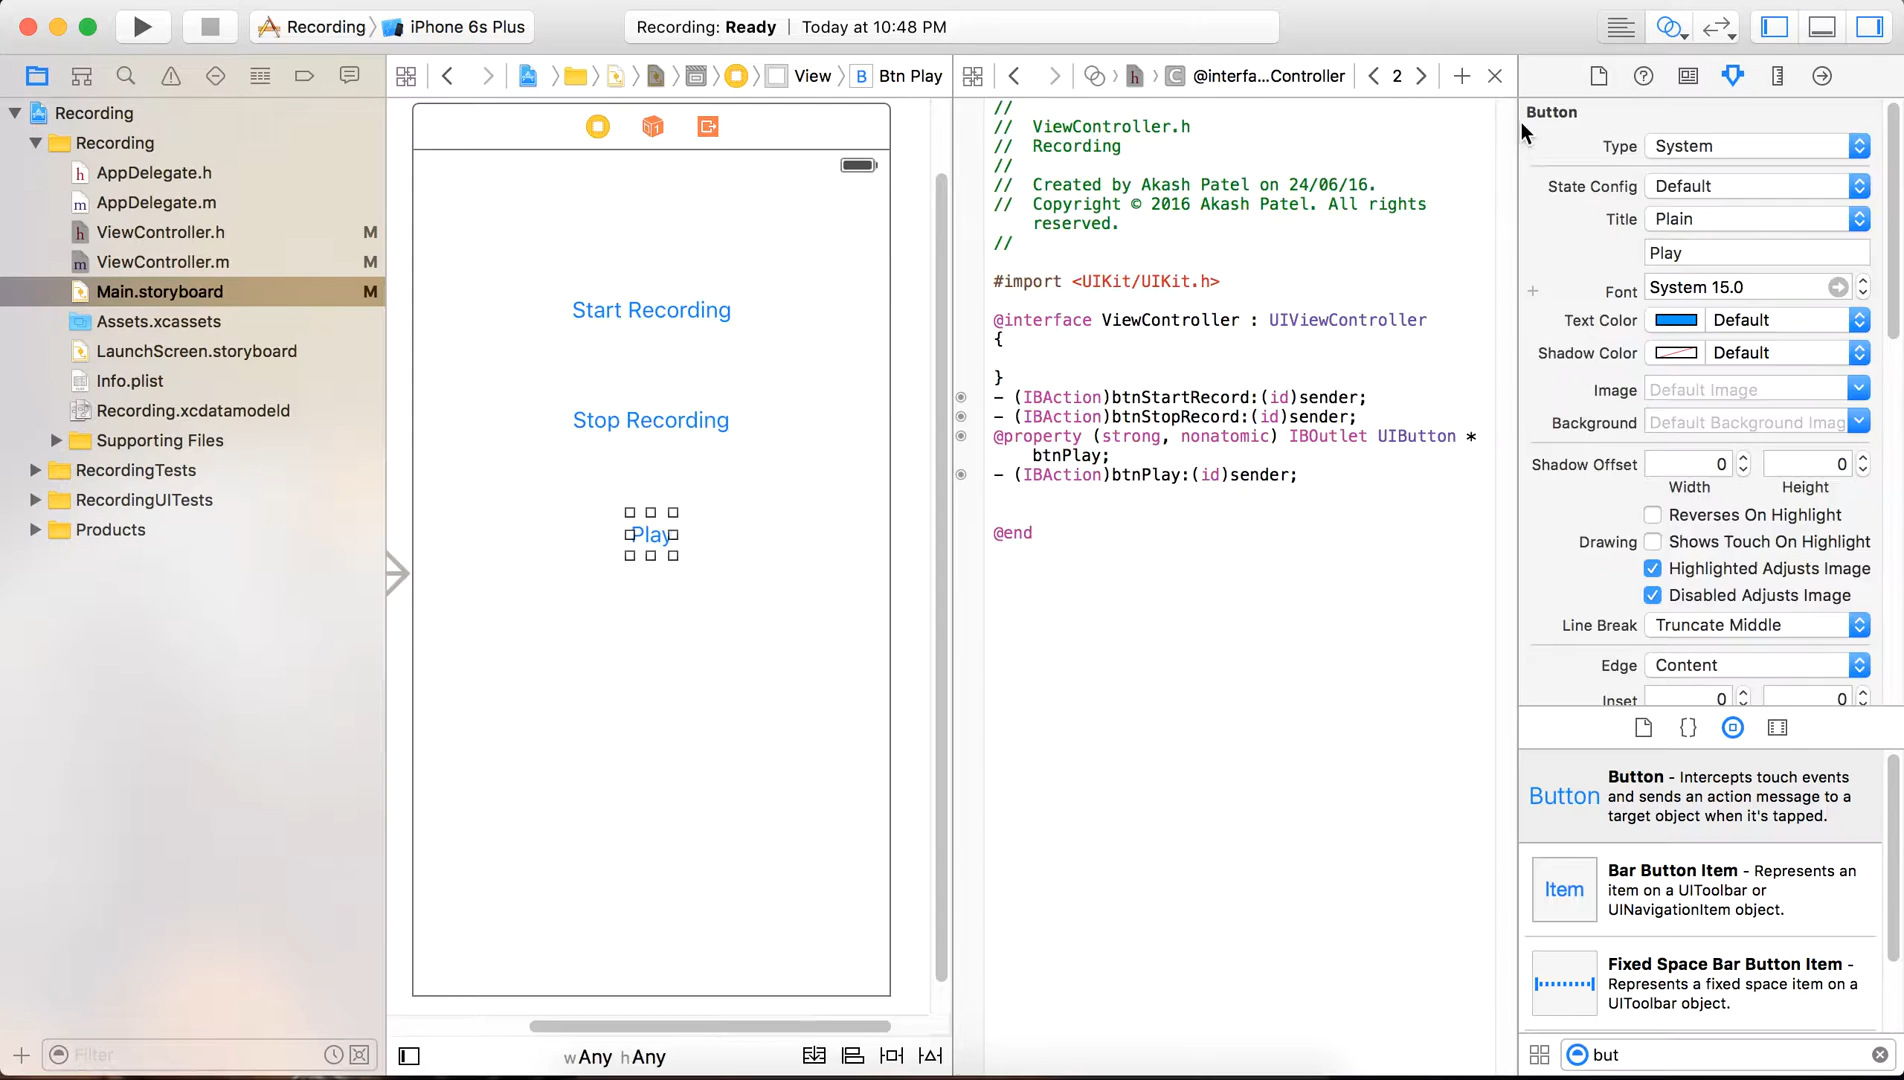 Recording
iPhone 6s Plus
Recording: Ready
Today at 10:48 PM
View
B
Btn Play
@interfa...Controller
2
Recording
Recording
h AppDelegate.h
m AppDelegate.m
h ViewController.h M
m ViewController.m M
Main.storyboard M
Assets.xcassets
LaunchScreen.storyboard
Info.plist
Recording.xcdatamodeld
Supporting Files
RecordingTests
RecordingUITests
Products
Filter
Start Recording
Stop Recording
Play
wAny hAny
//
// ViewController.h
// Recording
//
// Created by Akash Patel on 24/06/16.
// Copyright © 2016 Akash Patel. All rights
reserved.
//
#import <UIKit/UIKit.h>
@interface ViewController : UIViewController
{
}
- (IBAction)btnStartRecord:(id)sender;
- (IBAction)btnStopRecord:(id)sender;
@property (strong, nonatomic) IBOutlet UIButton *
btnPlay;
- (IBAction)btnPlay:(id)sender;
@end
Button
Type System
State Config Default
Title Plain
Play
Font System 15.0
Text Color Default
Shadow Color Default
Image Default Image
Background Default Background Imag
Shadow Offset 0 0
Width Height
Reverses On Highlight
Drawing Shows Touch On Highlight
Highlighted Adjusts Image
Disabled Adjusts Image
Line Break Truncate Middle
Edge Content
Inset 0 0
Button
Button - Intercepts touch events
and sends an action message to a
target object when it's tapped.
Item
Bar Button Item - Represents an
item on a UIToolbar or
UINavigationItem object.
Fixed Space Bar Button Item -
Represents a fixed space item on a
UIToolbar object.
but